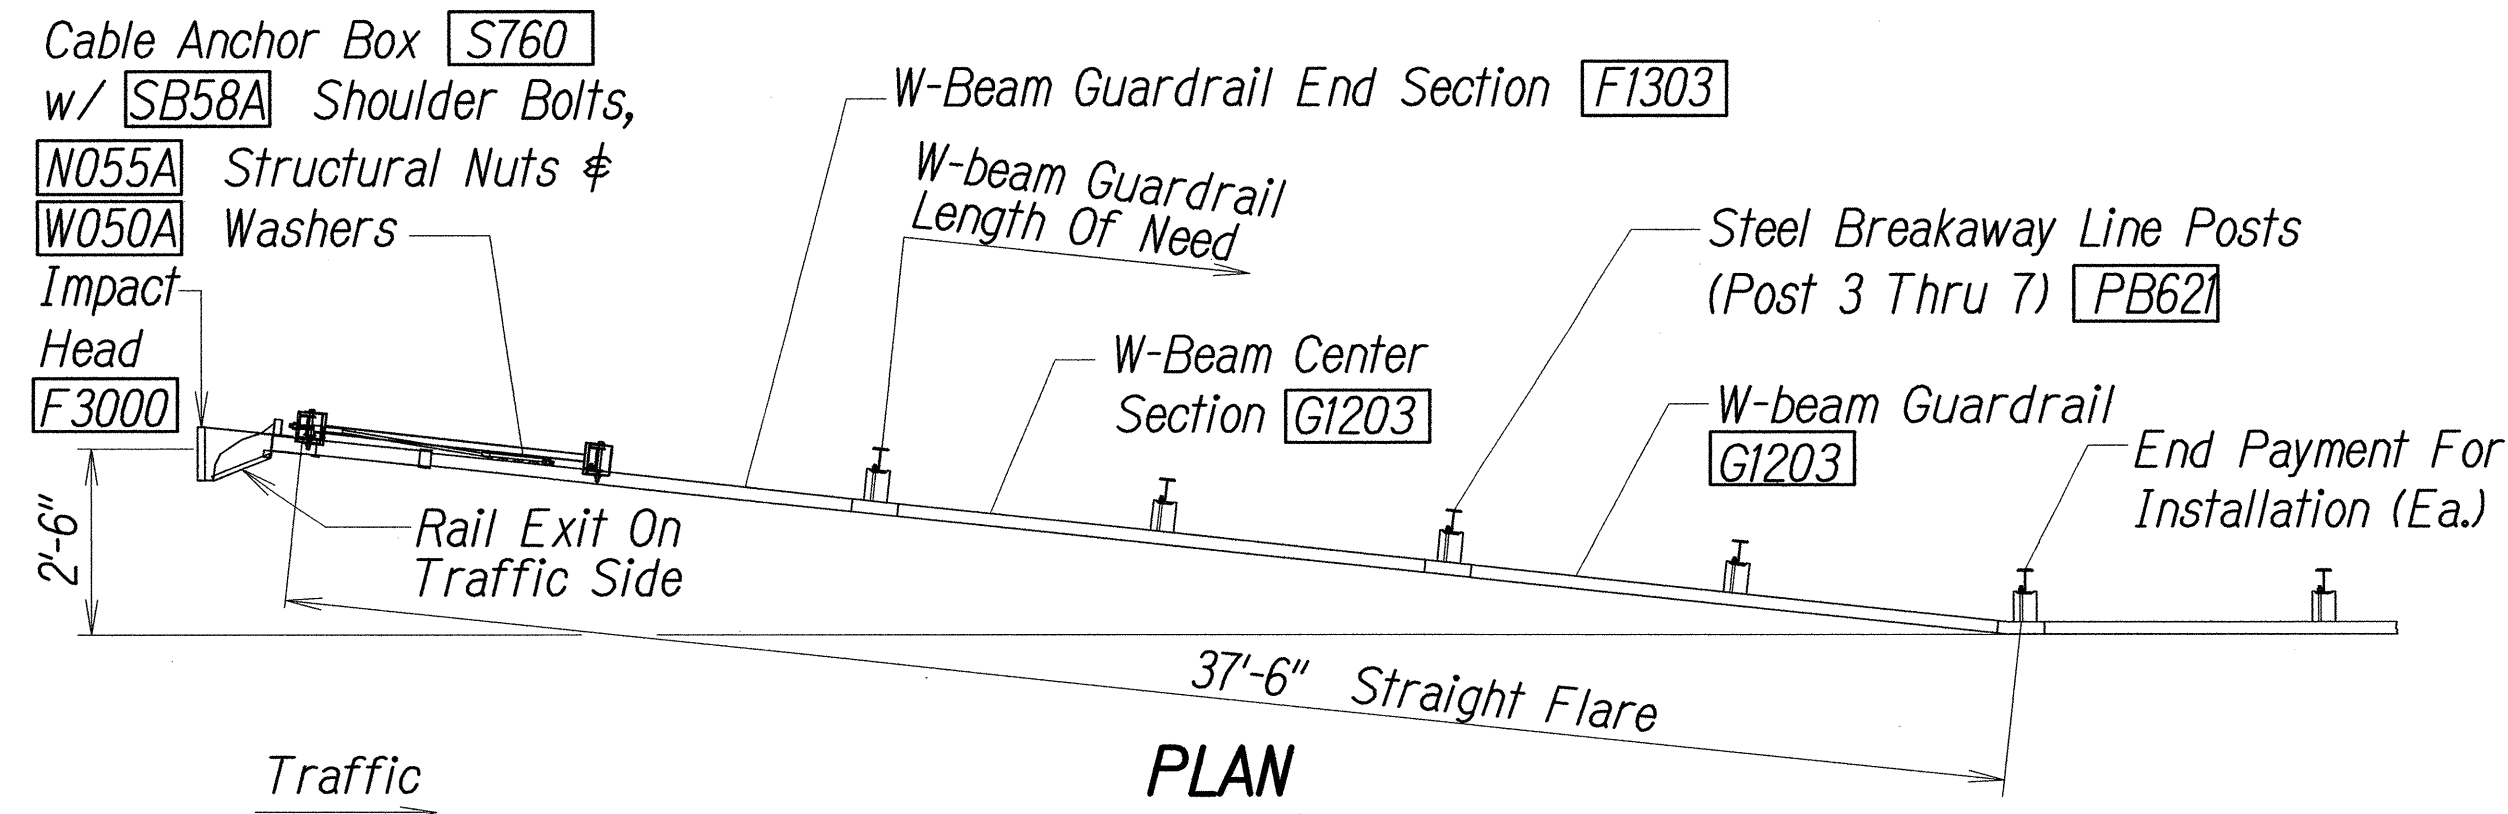 Cable Anchor Box S760
w/ SB58A Shoulder Bolts,
N055A Structural Nuts &
W050A Washers
Impact
Head
F3000
W-Beam Guardrail End Section F1303
W-beam Guardrail
Length Of Need
Steel Breakaway Line Posts
(Post 3 Thru 7) PB621
W-Beam Center
Section G1203
W-beam Guardrail
G1203
End Payment For
Installation (Ea.)
Rail Exit On
Traffic Side
2'-6"
37'-6" Straight Flare
Traffic
PLAN